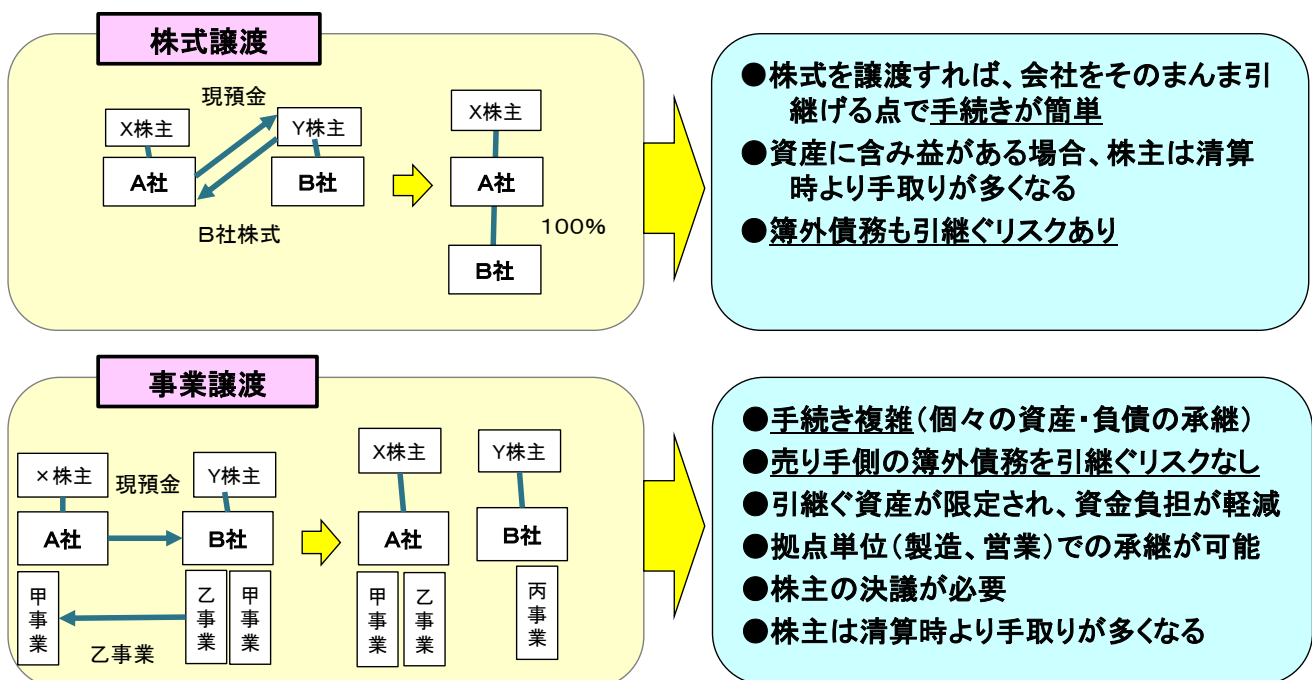 株式譲渡
現預金
X株主
Y株主
A社
B社
B社株式
X株主
A社
100%
B社
●株式を譲渡すれば、会社をそのまんま引
継げる点で手続きが簡単
●資産に含み益がある場合、株主は清算
時より手取りが多くなる
●簿外債務も引継ぐリスクあり
事業譲渡
×株主
現預金
Y株主
A社
B社
甲事業
乙事業
甲事業
乙事業
X株主
Y株主
A社
B社
甲事業
乙事業
丙事業
●手続き複雑(個々の資産・負債の承継)
●売り手側の簿外債務を引継ぐリスクなし
●引継ぐ資産が限定され、資金負担が軽減
●拠点単位(製造、営業)での承継が可能
●株主の決議が必要
●株主は清算時より手取りが多くなる